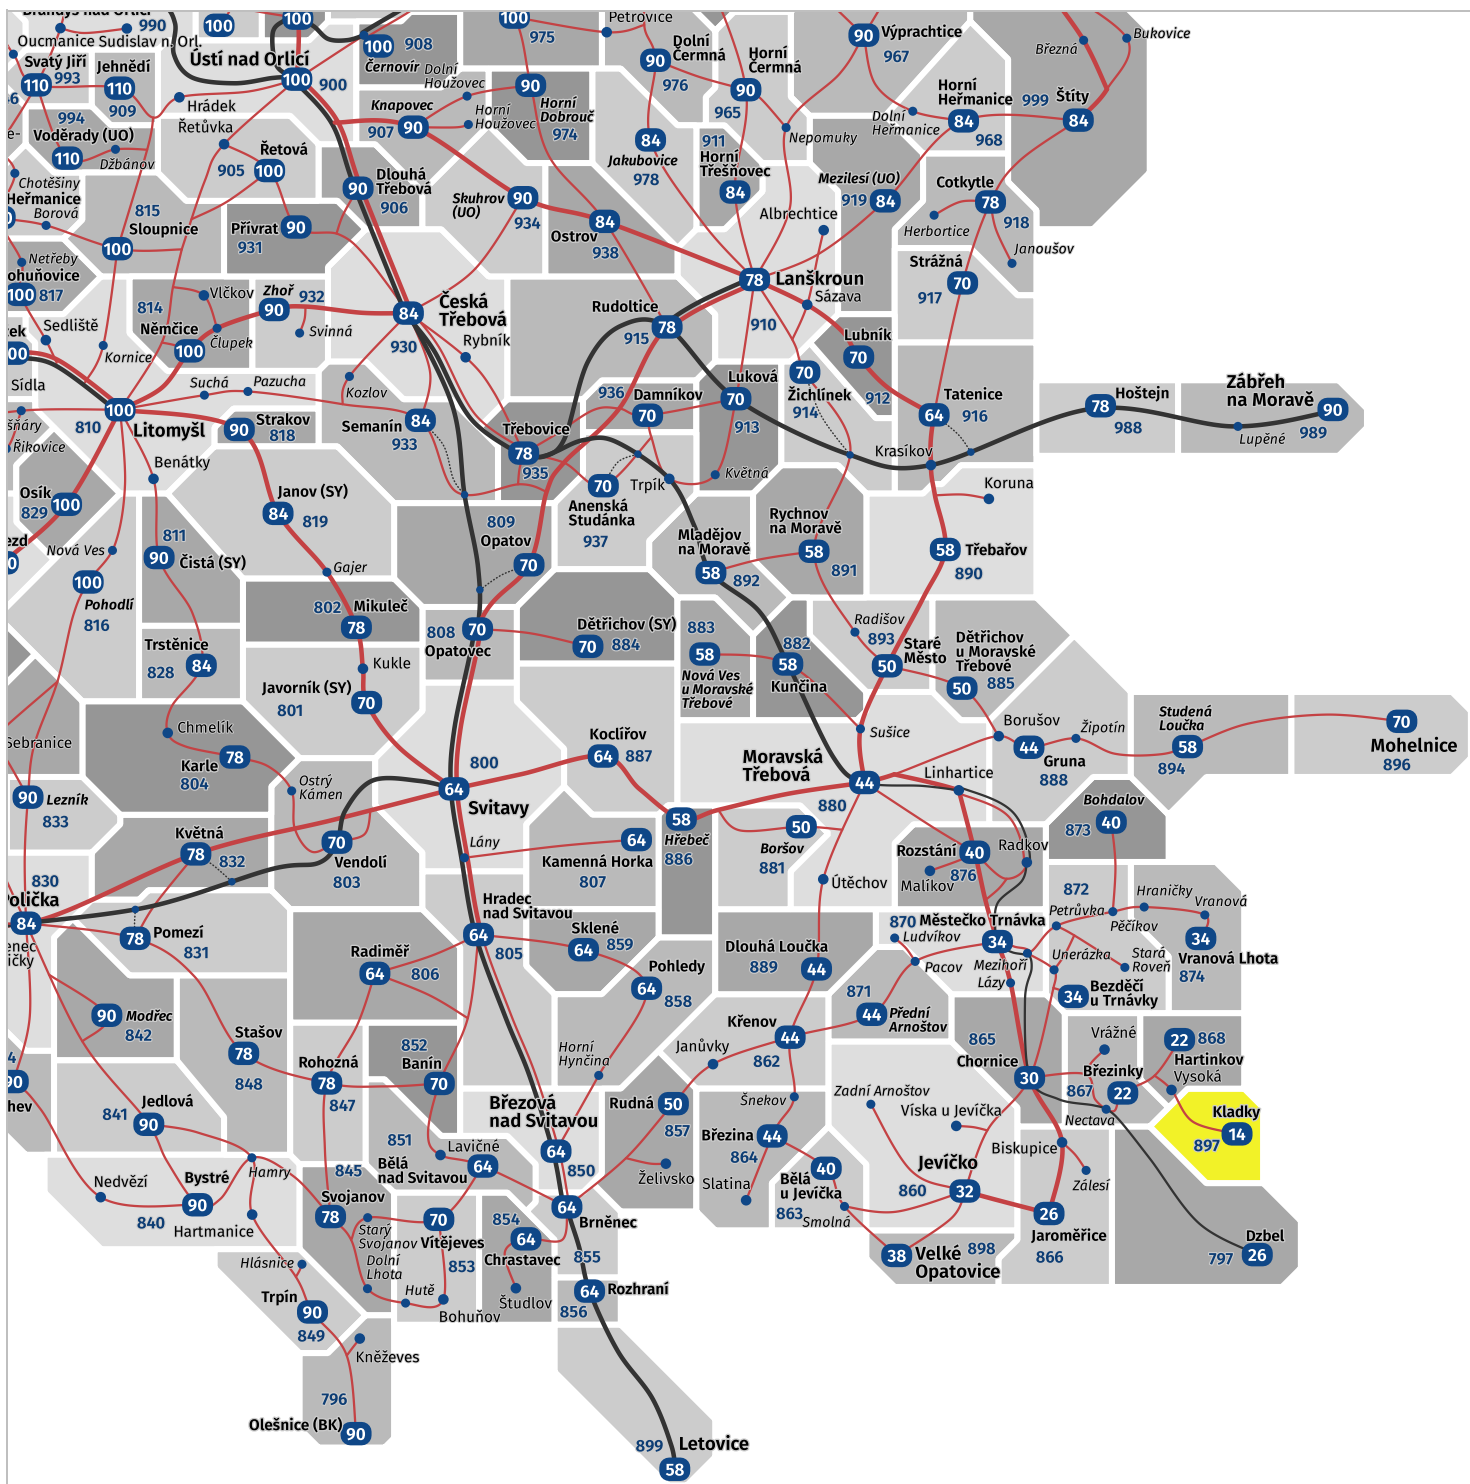 990
100
100
Oucmanice
Sudislav n. Orl.
Svatý Jiří
993
110
Jehnědí
110
909
994
Voděrady (UO)
110
Džbánov
Hrádek
Řetůvka
Ústí nad Orlicí
100
900
100
Černovír
908
Dolní
Houžovec
Knapovec
907
90
Horní
Houžovec
100
975
Petrovice
90
Horní
Dobrouč
974
90
Dolní
Čermná
976
Horní
Čermná
90
965
84
Jakubovice
978
911
Horní
Třešňovec
84
90
Výprachtice
967
Nepomuky
Dolní
Heřmanice
Horní
Heřmanice
84
968
Březná
Bukovice
999
Štíty
84
Chotěšiny
Heřmanice
Borová
815
Sloupnice
100
905
Řetová
100
Přívrat
90
931
90
Dlouhá
Třebová
906
Skuhrov
(UO)
90
934
84
Ostrov
938
Albrechtice
Mezilesí (UO)
919
84
Cotkytle
78
918
Herbortice
Janoušov
Netřeby
100
817
Sedliště
Kornice
814
Vlčkov
Němčice
100
Člupek
Zhoř
90
932
Svinná
84
930
Česká
Třebová
Rybník
Rudoltice
915
78
78
Lanškroun
Sázava
910
Strážná
917
70
Lubník
70
912
Sídla
810
100
Litomyšl
Suchá
Pazucha
90
Strakov
818
Kozlov
Semanín
84
933
Třebovice
78
935
936
Damníkov
70
Luková
70
913
70
Žichlínek
914
Květná
Tatenice
64
916
Krasíkov
78
Hoštejn
988
Zábřeh
na Moravě
90
Lupěné
989
Řikovice
Benátky
Osík
100
829
Nová Ves
100
Pohodlí
816
811
90
Čistá (SY)
Janov (SY)
84
819
Gajer
809
Opatov
70
70
Anenská
Studánka
937
Trpík
Mladějov
na Moravě
58
892
Rychnov
na Moravě
58
891
Koruna
58
Třebařov
890
Trstěnice
828
84
802
Mikuleč
78
Kukle
Javorník (SY)
801
70
808
70
Opatovec
Dětřichov (SY)
70
884
883
58
Nová Ves
u Moravské
Třebové
882
58
Kunčina
Radišov
893
Staré
Město
50
Dětřichov
u Moravské
Třebové
885
50
Sušice
Sebranice
Chmelík
Karle
804
78
Ostrý
Kámen
800
64
Svitavy
Koclířov
64
887
Moravská
Třebová
44
880
Linhartice
Borušov
44
Gruna
888
Žipotín
Studená
Loučka
58
894
70
Mohelnice
896
90
Lezník
833
Květná
78
832
70
Vendolí
803
Lány
64
Kamenná Horka
807
58
Hřebeč
886
50
Boršov
881
Útěchov
Rozstání
40
876
Malíkov
Radkov
Bohdalov
873
40
830
Polička
84
78
Pomezí
831
Hradec
nad Svitavou
64
805
Sklené
64
859
Radiměř
64
806
Pohledy
64
858
Dlouhá Loučka
889
44
870
Městečko Trnávka
Ludvíkov
34
Pacov
Mezihoří
Lázy
872
Petrůvka
Hraničky
Vranová
Pěčíkov
34
Vranová Lhota
874
Unerázka
Stará
Roveň
34
Bezděčí
u Trnávky
90
Modřec
842
Stašov
78
848
Rohozná
78
847
852
Banín
70
Horní
Hynčina
Křenov
44
862
Janůvky
871
44
Přední
Arnoštov
865
Chornice
30
Vrážné
Březinky
867
22
Nectava
22
868
Hartinkov
Vysoká
Kladky
14
897
90
841
Jedlová
90
Březová
nad Svitavou
64
850
Rudná
50
857
Šnekov
Březina
44
864
Zadní Arnoštov
Víska u Jevíčka
Jevíčko
860
32
Biskupice
Zálesí
Nedvězí
Bystré
90
840
Hartmanice
Hamry
845
Svojanov
78
Starý
Svojanov
Dolní
Lhota
851
Lavičné
64
Bělá
nad Svitavou
70
Vítějeves
853
854
64
Chrastavec
64
Brněnec
855
Želivsko
Slatina
40
Bělá
u Jevíčka
863
Smolná
38
Velké
Opatovice
898
26
Jaroměřice
866
Dzbel
797
26
Hlásnice
Trpín
90
849
Hutě
Bohuňov
Študlov
64
Rozhraní
856
Kněževes
796
Olešnice (BK)
90
899
Letovice
58